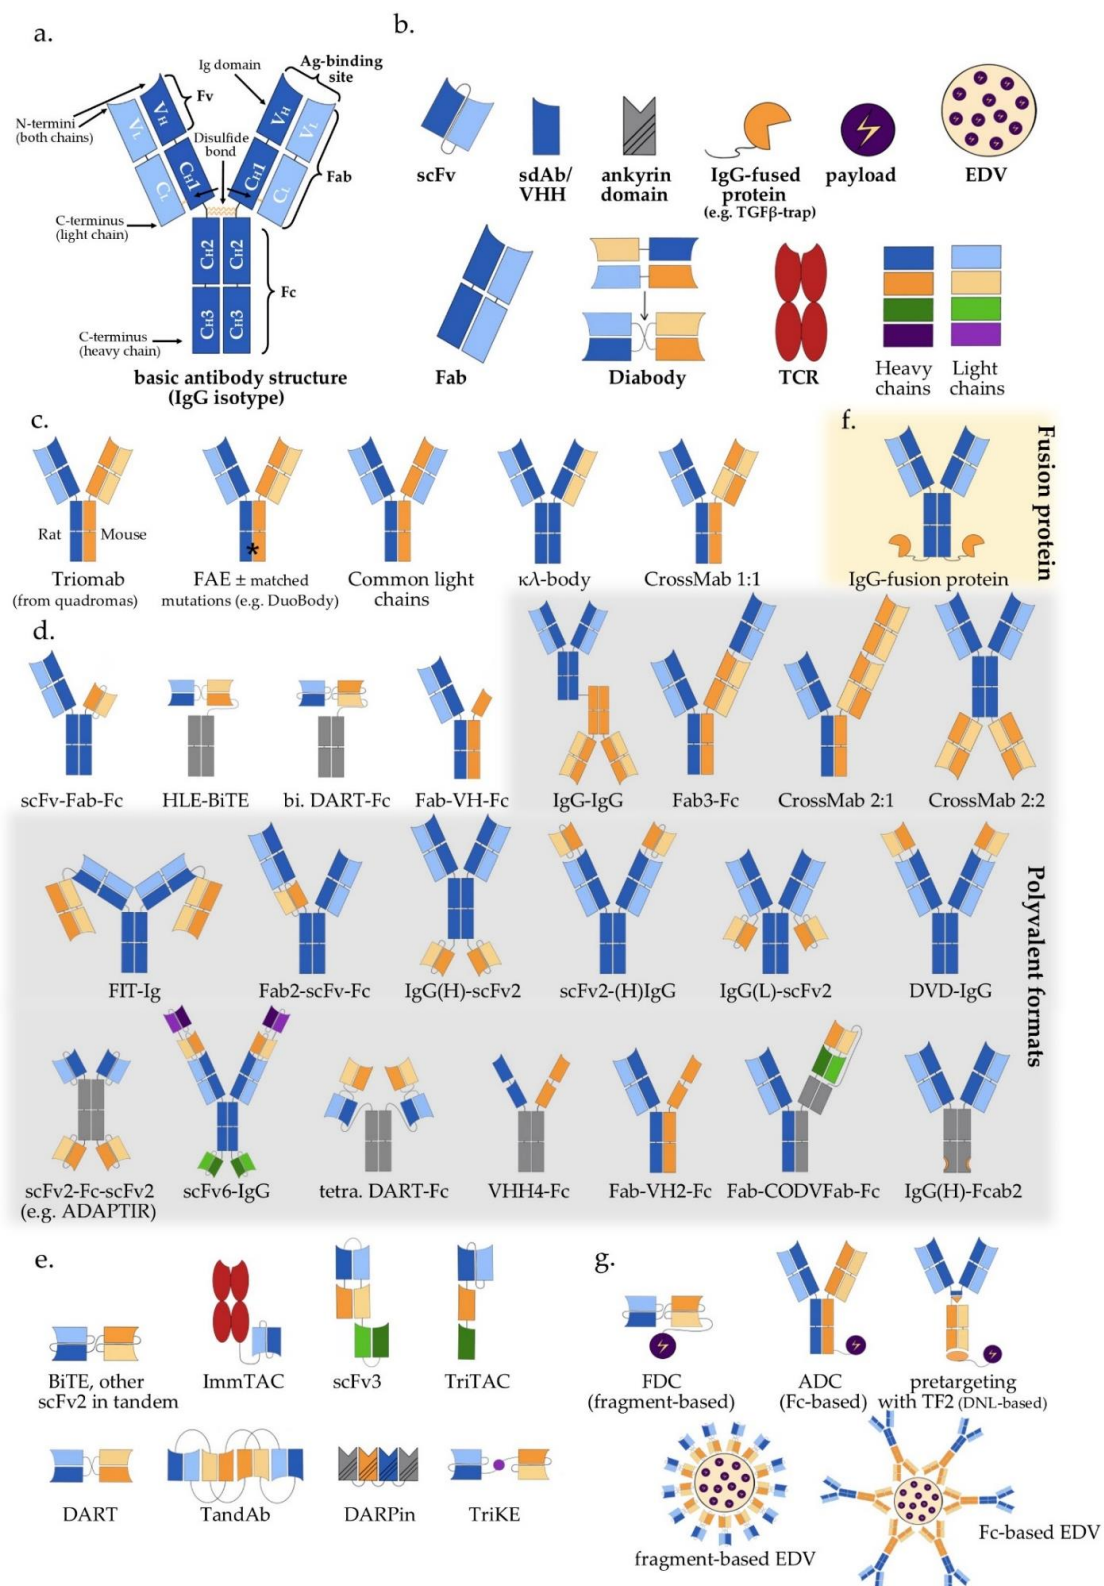 a.
Ig domain
Ag-binding
site
N-termini
(both chains)
Fv
VH
VL
CH1
CL
Disulfide
bond
VH
VL
CH1
CL
Fab
C-terminus
(light chain)
CH2
CH2
CH3
CH3
Fc
C-terminus
(heavy chain)
basic antibody structure
(IgG isotype)
b.
scFv
sdAb/
VHH
ankyrin
domain
IgG-fused
protein
(e.g. TGFβ-trap)
payload
EDV
Fab
Diabody
TCR
Heavy
chains
Light
chains
c.
Rat
Mouse
Triomab
(from quadromas)
*
FAE ± matched
mutations (e.g. DuoBody)
Common light
chains
κλ-body
CrossMab 1:1
f.
IgG-fusion protein
Fusion protein
d.
scFv-Fab-Fc
HLE-BiTE
bi. DART-Fc
Fab-VH-Fc
IgG-IgG
Fab3-Fc
CrossMab 2:1
CrossMab 2:2
FIT-Ig
Fab2-scFv-Fc
IgG(H)-scFv2
scFv2-(H)IgG
IgG(L)-scFv2
DVD-IgG
Polyvalent formats
scFv2-Fc-scFv2
(e.g. ADAPTIR)
scFv6-IgG
tetra. DART-Fc
VHH4-Fc
Fab-VH2-Fc
Fab-CODVFab-Fc
IgG(H)-Fcab2
e.
BiTE, other
scFv2 in tandem
ImmTAC
scFv3
TriTAC
DART
TandAb
DARPin
TriKE
g.
FDC
(fragment-based)
ADC
(Fc-based)
pretargeting
with TF2 (DNL-based)
fragment-based EDV
Fc-based EDV